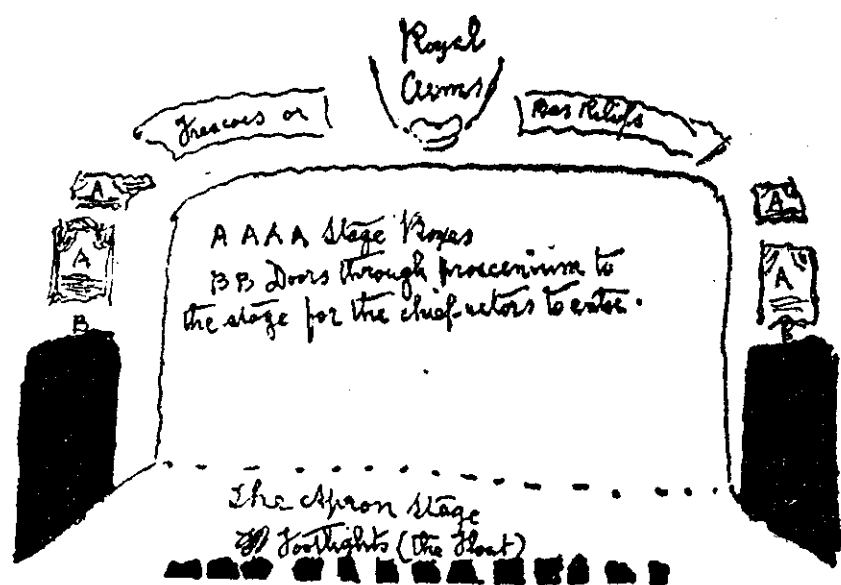 Royal
Arms
Frescoes or
Bas Reliefs
A
A
A
A
A A A A Stage Boxes
B B Doors through proscenium to
the stage for the chief actors to enter.
B
B
The Apron Stage
Footlights (the Float)